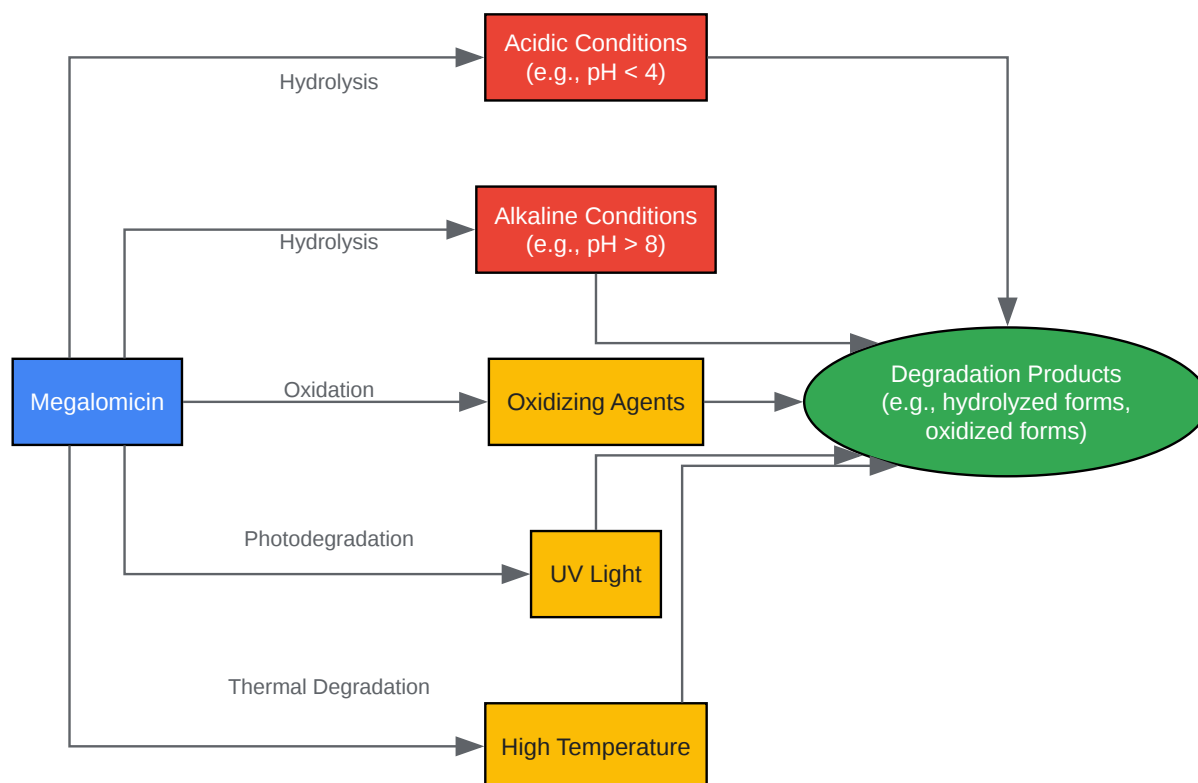 Acidic Conditions
(e.g., pH < 4)
Hydrolysis
Alkaline Conditions
(e.g., pH > 8)
Hydrolysis
Megalomicin
Oxidation
Oxidizing Agents
Degradation Products
(e.g., hydrolyzed forms,
oxidized forms)
Photodegradation
UV Light
Thermal Degradation
High Temperature